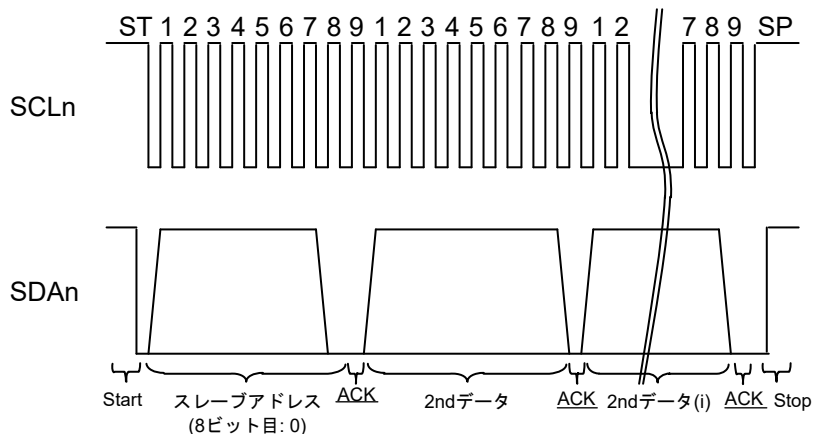 ST 1 2 3 4 5 6 7 8 9 1 2 3 4 5 6 7 8 9 1 2 7 8 9 SP
SCLn
SDAn
Start スレーブアドレス ACK 2ndデータ ACK 2ndデータ(i) ACK Stop
(8ビット目: 0)